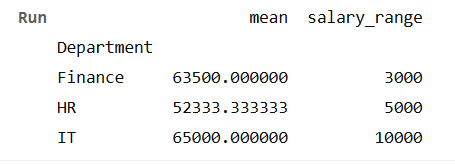 Run mean salary_range
Department
Finance 63500.000000 3000
HR 52333.333333 5000
IT 65000.000000 10000